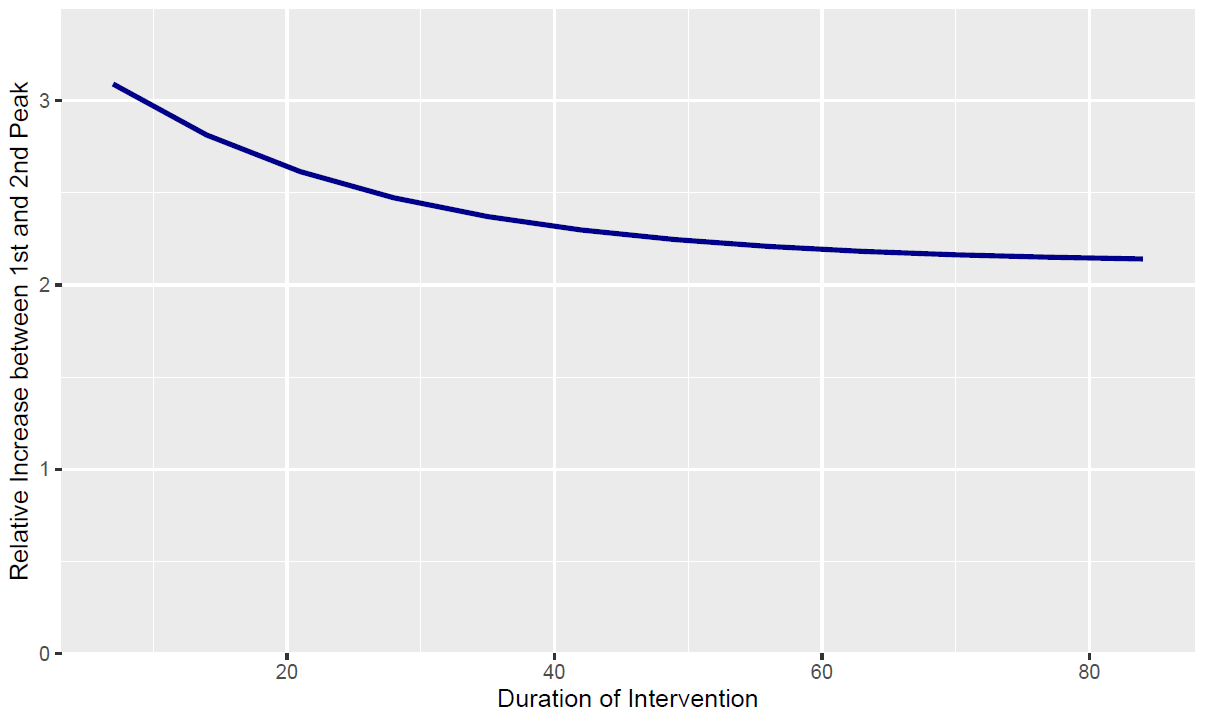 Relative Increase between 1st and 2nd Peak
3
2
1
0
20 40 60 80
Duration of Intervention